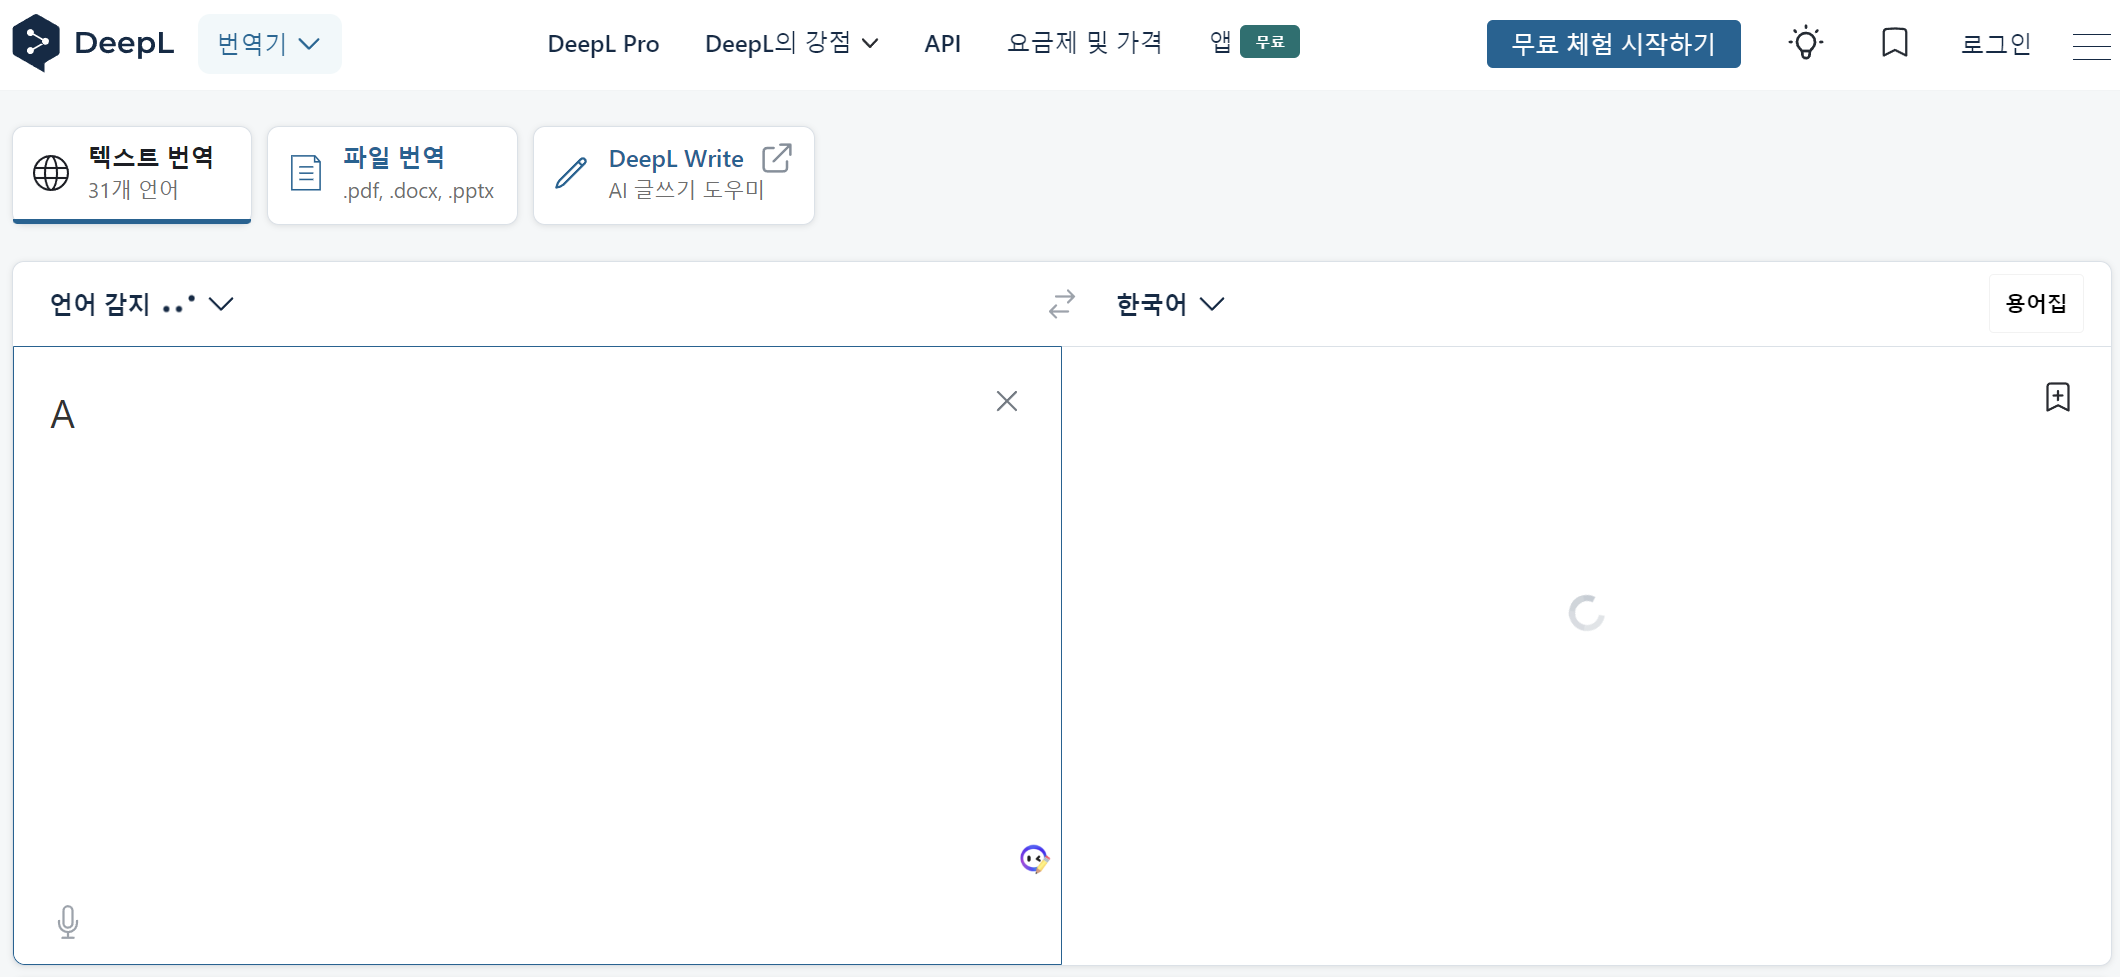 DeepL
번역기
DeepL Pro
DeepL의 강점
API
요금제 및 가격
앱 무료
무료 체험 시작하기
로그인
텍스트 번역
31개 언어
파일 번역
.pdf, .docx, .pptx
DeepL Write
AI 글쓰기 도우미
언어 감지
한국어
용어집
A